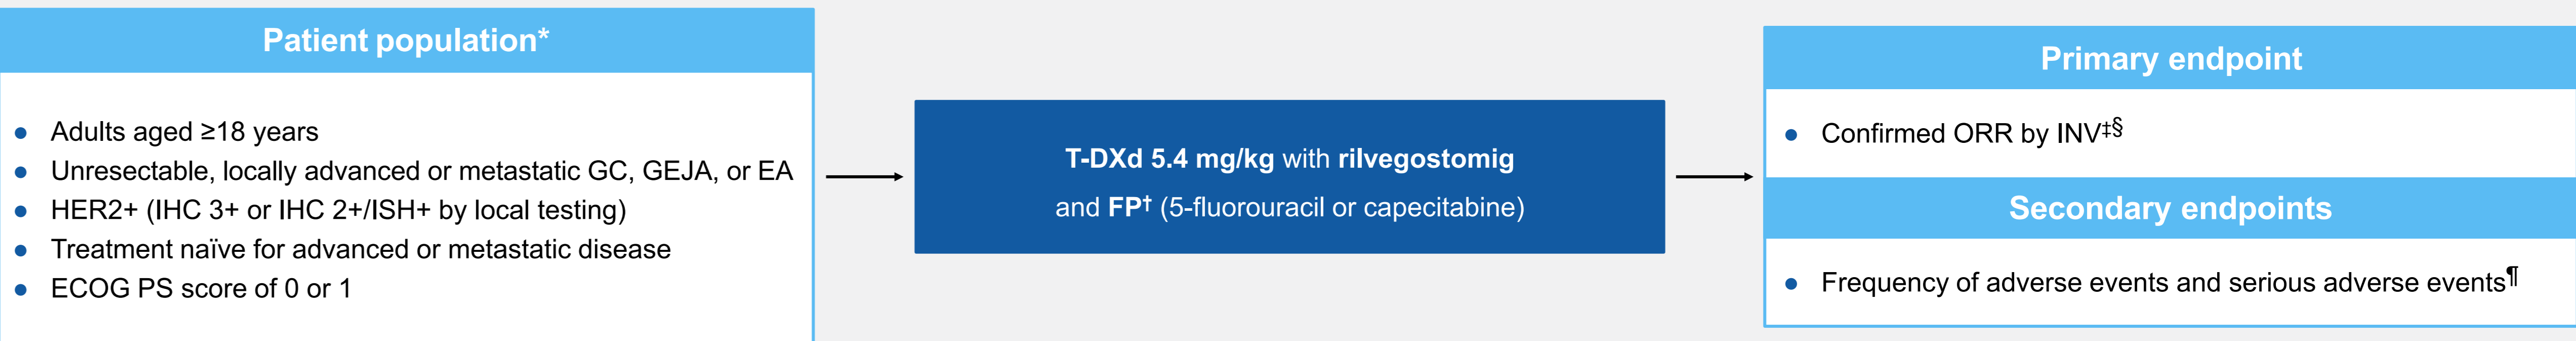 Patient population*
● Adults aged ≥18 years
● Unresectable, locally advanced or metastatic GC, GEJA, or EA
● HER2+ (IHC 3+ or IHC 2+/ISH+ by local testing)
● Treatment naïve for advanced or metastatic disease
● ECOG PS score of 0 or 1
T-DXd 5.4 mg/kg with rilvegostomig
and FP† (5-fluorouracil or capecitabine)
Primary endpoint
● Confirmed ORR by INV‡§
Secondary endpoints
● Frequency of adverse events and serious adverse events¶